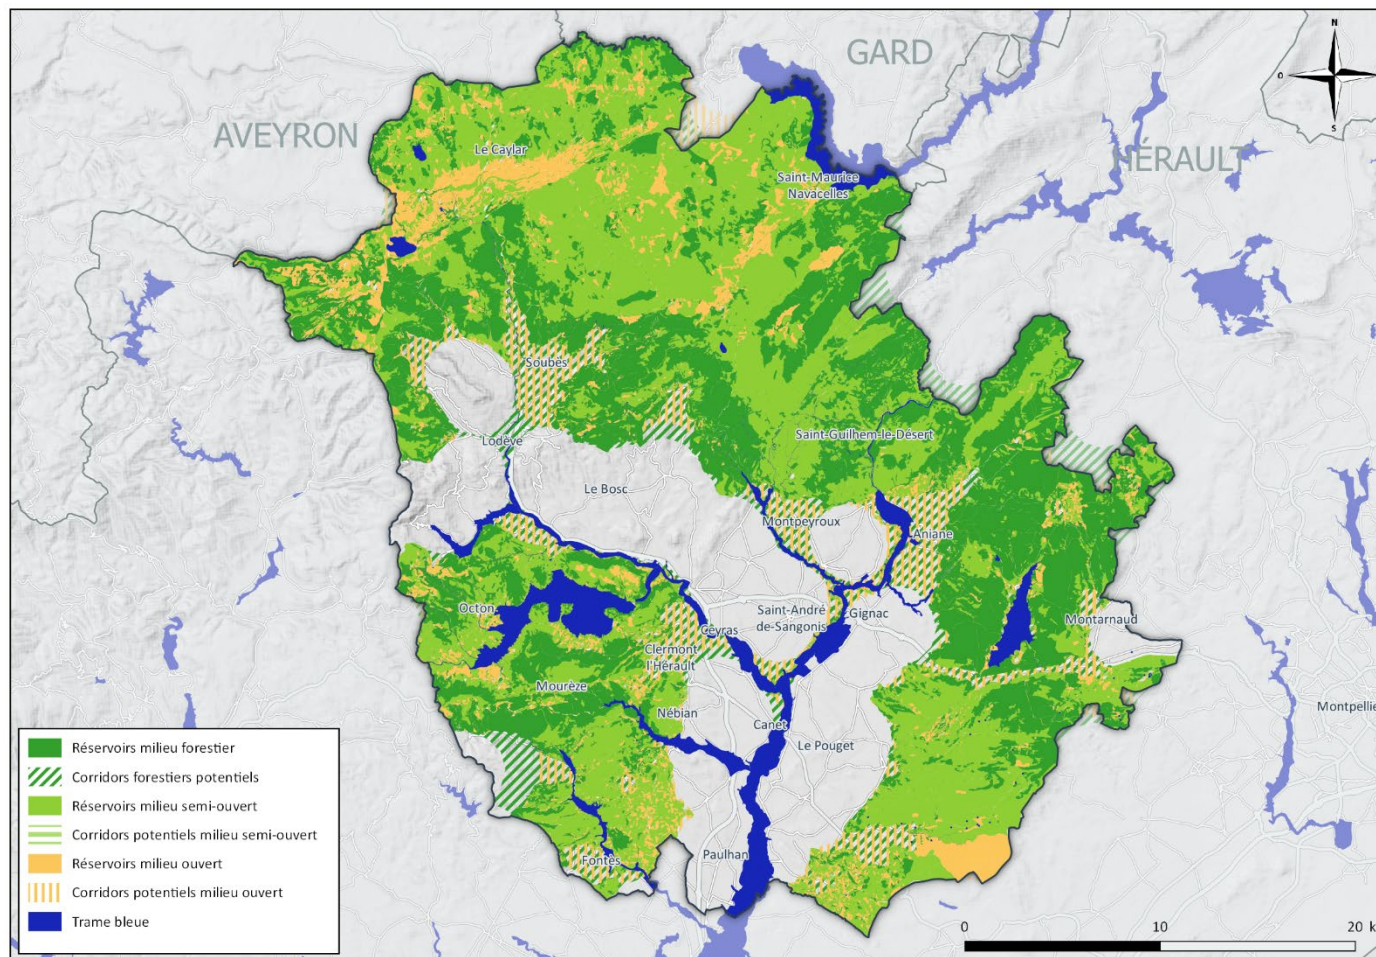 GARD
N
O
S
AVEYRON
HÉRAULT
Le Caylar
Saint-Maurice
Navacelles
Soubès
Lodève
Saint-Guilhem-le-Désert
Le Bosc
Montpeyroux
Aniane
Octon
Saint-André
de-Sangonis
Gignac
Montarnaud
Ceyras
Clermont
l'Hérault
Mourèze
Nébian
Canet
Le Pouget
Montpellie
Paulhan
Fontès
Réservoirs milieu forestier
Corridors forestiers potentiels
Réservoirs milieu semi-ouvert
Corridors potentiels milieu semi-ouvert
Réservoirs milieu ouvert
Corridors potentiels milieu ouvert
Trame bleue
0 10 20 k